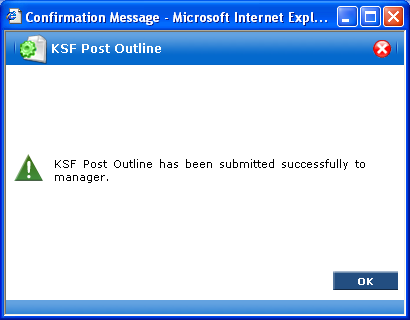 Confirmation Message - Microsoft Internet Expl...
KSF Post Outline
KSF Post Outline has been submitted successfully to
manager.
OK